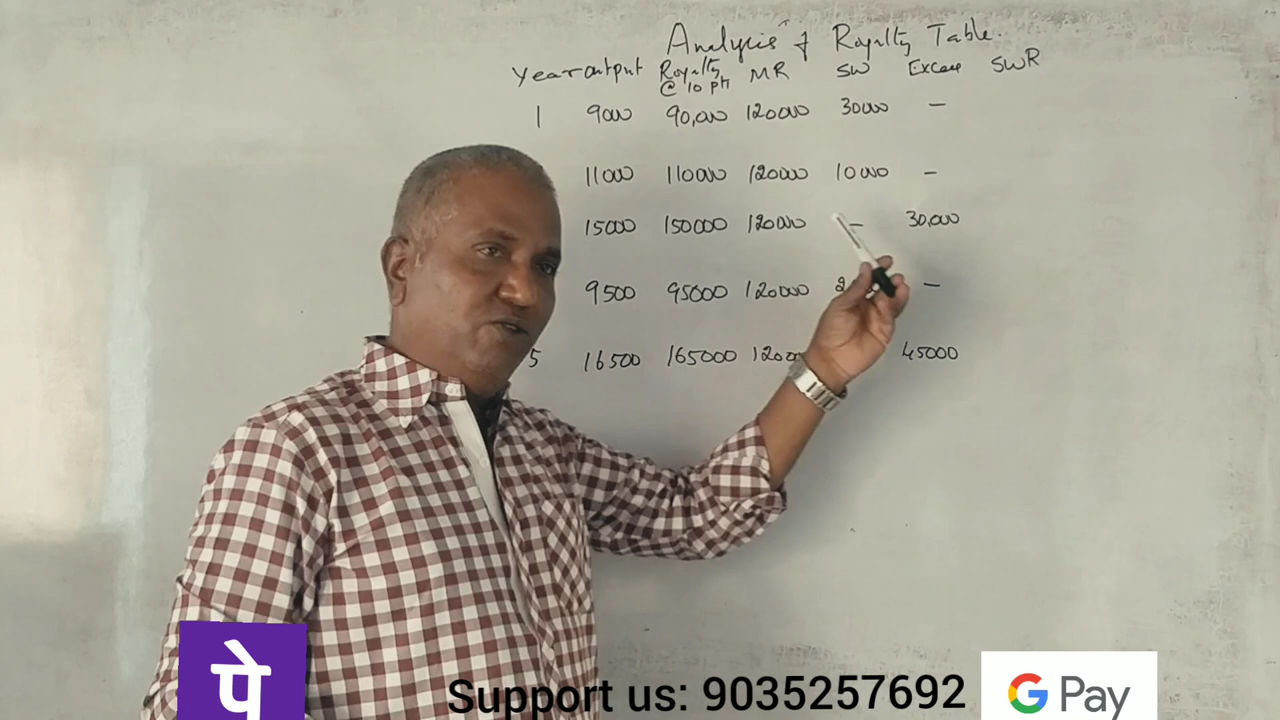 Analysis of Royalty Table.
Year output Royalty @ 10 pt MR SW Excess SWR
1 9000 90,000 120000 30000 –
11000 110000 120000 10000 –
15000 150000 120000 – 30,000
9500 95000 120000 –
5 16500 165000 45000
पे Support us: 9035257692 G Pay